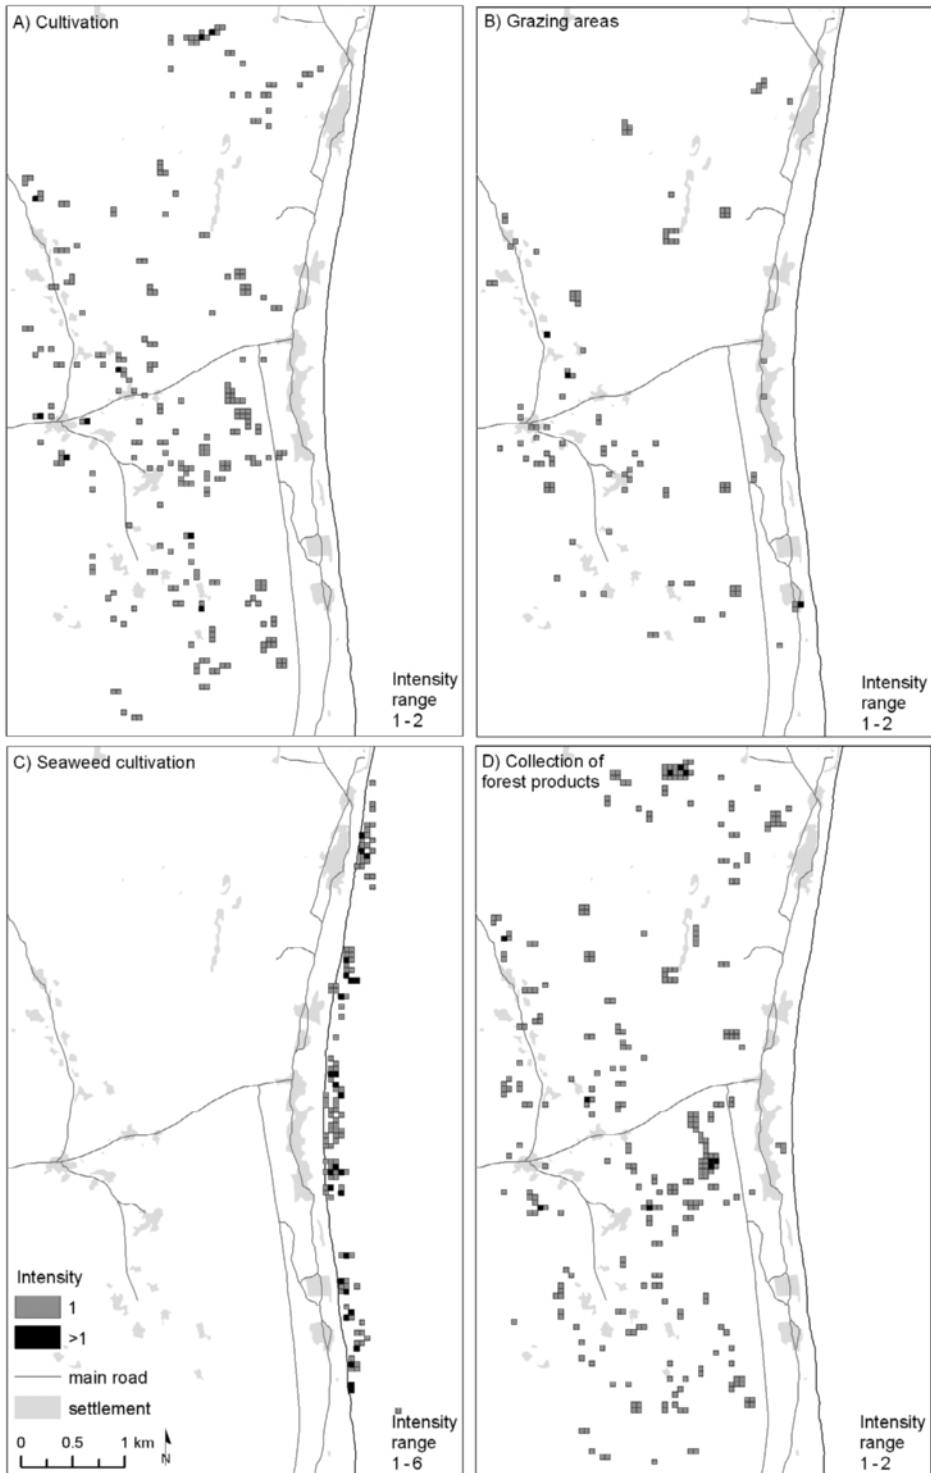 A) Cultivation
Intensity
range
1 - 2
B) Grazing areas
Intensity
range
1 - 2
C) Seaweed cultivation
Intensity
1
>1
main road
settlement
0 0.5 1 km
N
Intensity
range
1 - 6
D) Collection of
forest products
Intensity
range
1 - 2